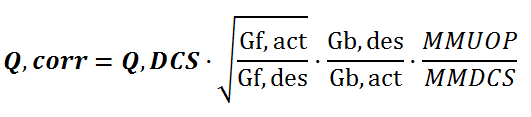 Q, corr = Q, DCS · √(Gf, act / Gf, des · Gb, des / Gb, act · MMUOP / MMDCS)